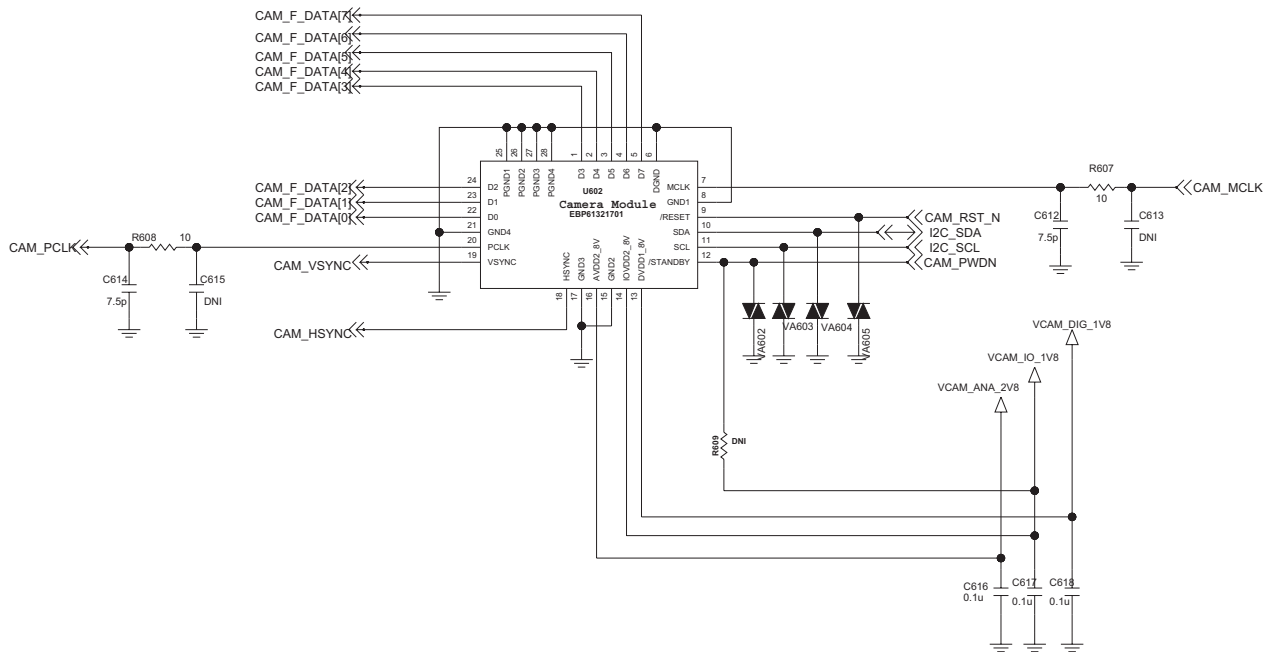 CAM_F_DATA[7]
CAM_F_DATA[6]
CAM_F_DATA[5]
CAM_F_DATA[4]
CAM_F_DATA[3]
25
26
27
28
1
2
3
4
5
6
PGND1
PGND2
PGND3
PGND4
D3
D4
D5
D6
D7
DGND
U602
Camera Module
EBP61321701
CAM_F_DATA[2]
24
D2
CAM_F_DATA[1]
23
D1
CAM_F_DATA[0]
22
D0
21
GND4
20
PCLK
19
VSYNC
CAM_PCLK
R608
10
C614
7.5p
C615
DNI
CAM_VSYNC
CAM_HSYNC
MCLK
7
GND1
8
/RESET
9
SDA
10
SCL
11
/STANDBY
12
R607
10
CAM_MCLK
C612
7.5p
C613
DNI
CAM_RST_N
I2C_SDA
I2C_SCL
CAM_PWDN
HSYNC
GND3
AVDD2_8V
GND2
IOVDD2_8V
DVDD1_8V
18
17
16
15
14
13
VA602
VA603
VA604
VA605
VCAM_DIG_1V8
VCAM_IO_1V8
VCAM_ANA_2V8
R609
DNI
C616
0.1u
C617
0.1u
C618
0.1u